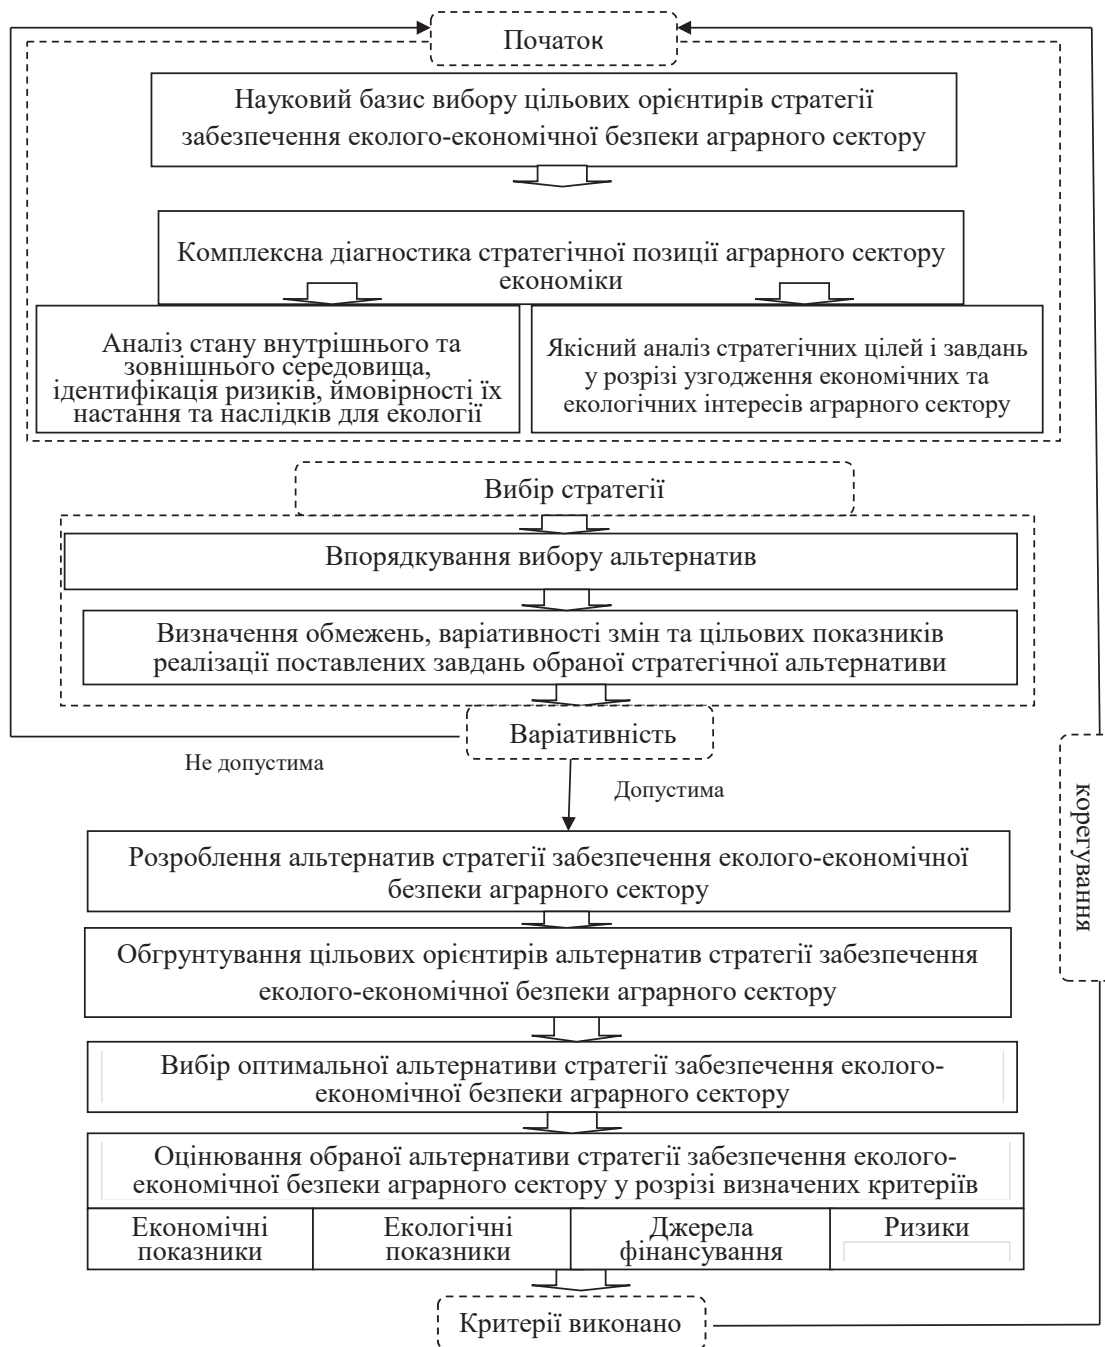 Початок
Науковий базис вибору цільових орієнтирів стратегії
забезпечення еколого-економічної безпеки аграрного сектору
Комплексна діагностика стратегічної позиції аграрного сектору
економіки
Аналіз стану внутрішнього та
зовнішнього середовища,
ідентифікація ризиків, ймовірності їх
настання та наслідків для екології
Якісний аналіз стратегічних цілей і завдань
у розрізі узгодження економічних та
екологічних інтересів аграрного сектору
Вибір стратегії
Впорядкування вибору альтернатив
Визначення обмежень, варіативності змін та цільових показників
реалізації поставлених завдань обраної стратегічної альтернативи
Варіативність
Не допустима
Допустима
корегування
Розроблення альтернатив стратегії забезпечення еколого-економічної
безпеки аграрного сектору
Обгрунтування цільових орієнтирів альтернатив стратегії забезпечення
еколого-економічної безпеки аграрного сектору
Вибір оптимальної альтернативи стратегії забезпечення еколого-
економічної безпеки аграрного сектору
Оцінювання обраної альтернативи стратегії забезпечення еколого-
економічної безпеки аграрного сектору у розрізі визначених критеріїв
Економічні
показники
Екологічні
показники
Джерела
фінансування
Ризики
Критерії виконано